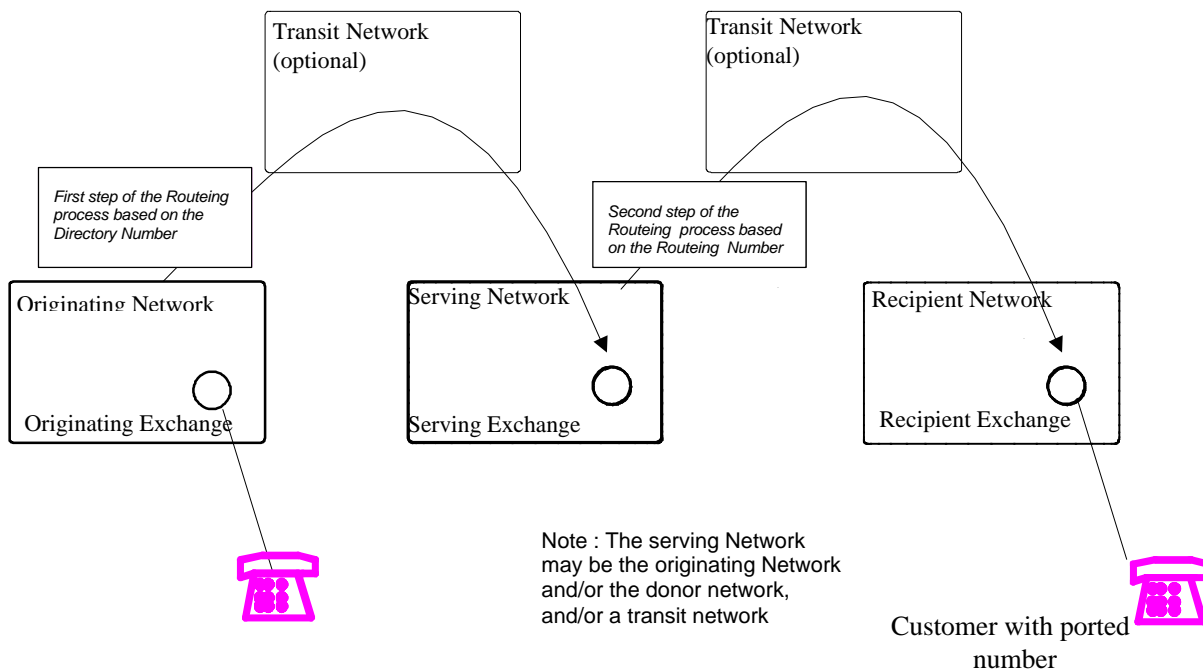 Transit Network
(optional)
Transit Network
(optional)
First step of the Routeing
process based on the
Directory Number
Second step of the
Routeing process based
on the Routeing Number
Originating Network
Originating Exchange
Serving Network
Serving Exchange
Recipient Network
Recipient Exchange
Note : The serving Network
may be the originating Network
and/or the donor network,
and/or a transit network
Customer with ported
number